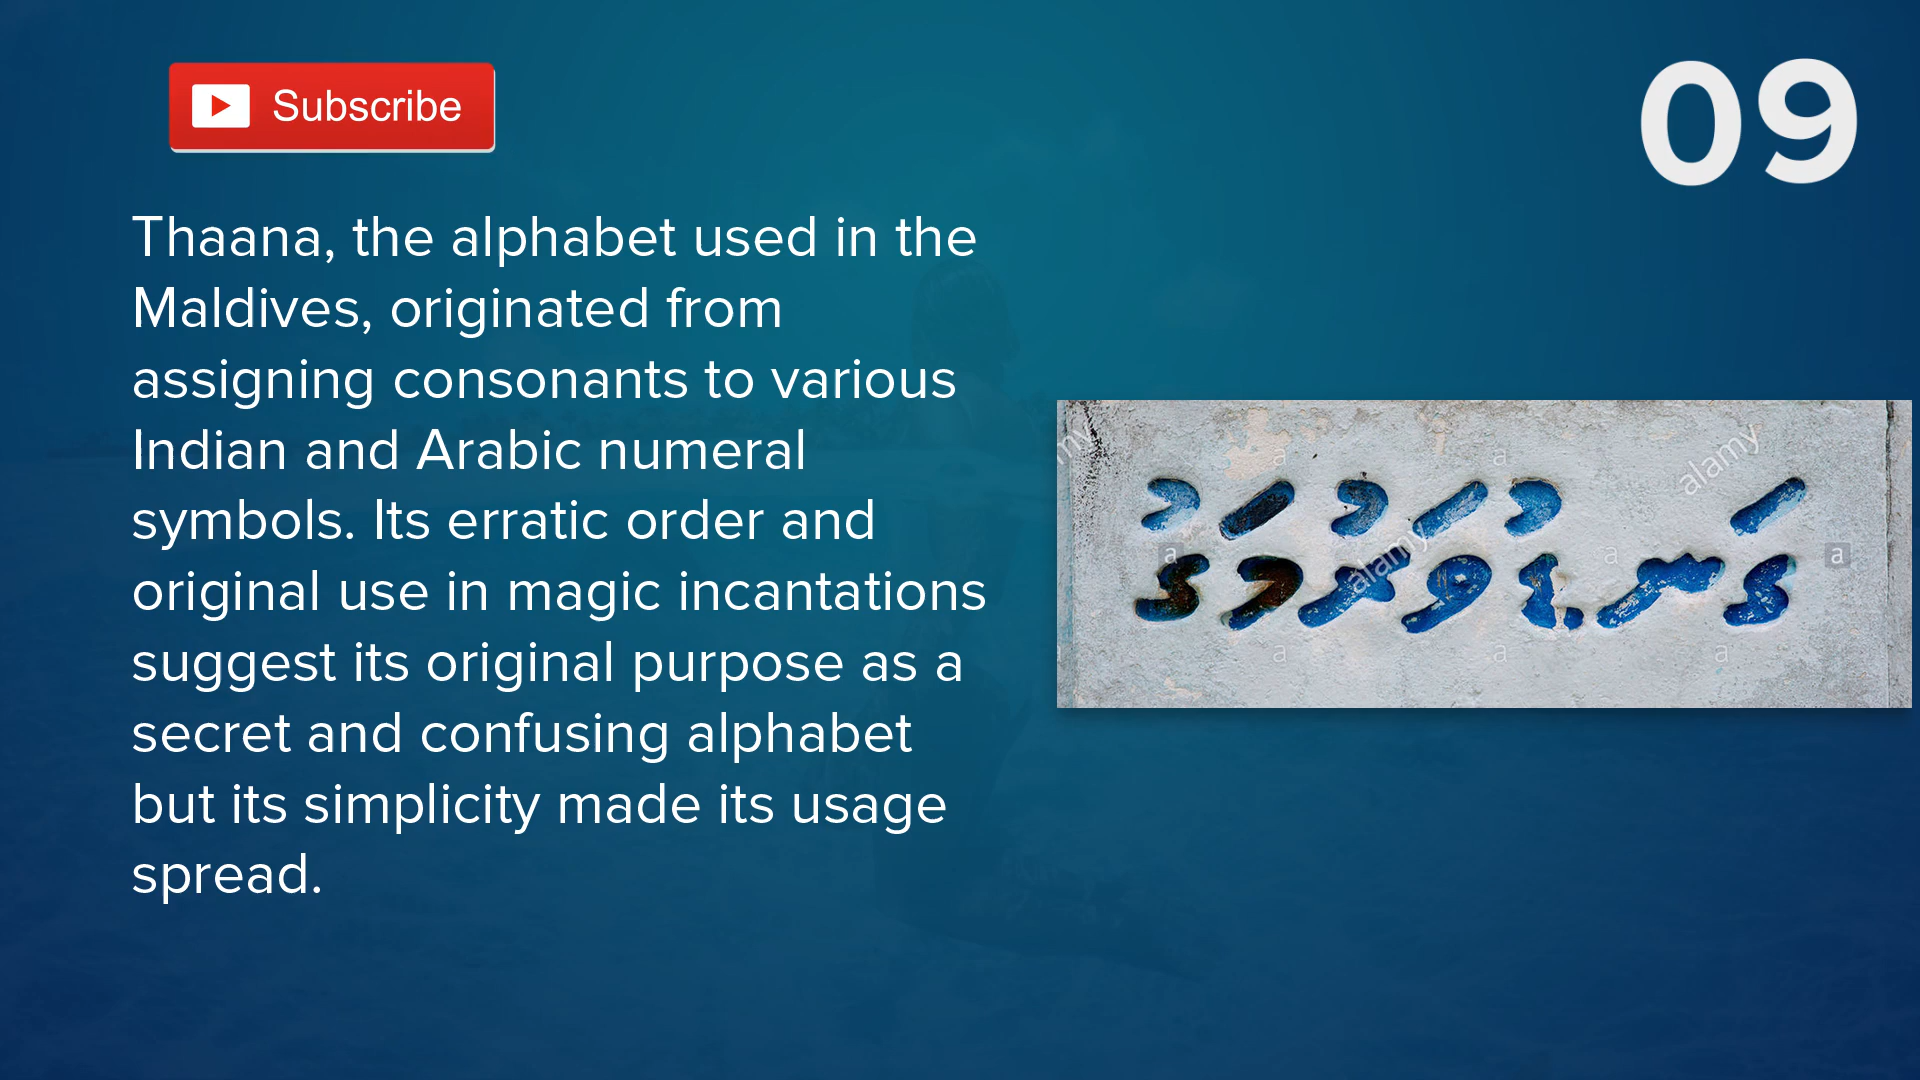 Subscribe
09
Thaana, the alphabet used in the
Maldives, originated from
assigning consonants to various
Indian and Arabic numeral
symbols. Its erratic order and
original use in magic incantations
suggest its original purpose as a
secret and confusing alphabet
but its simplicity made its usage
spread.
alamy
alamy